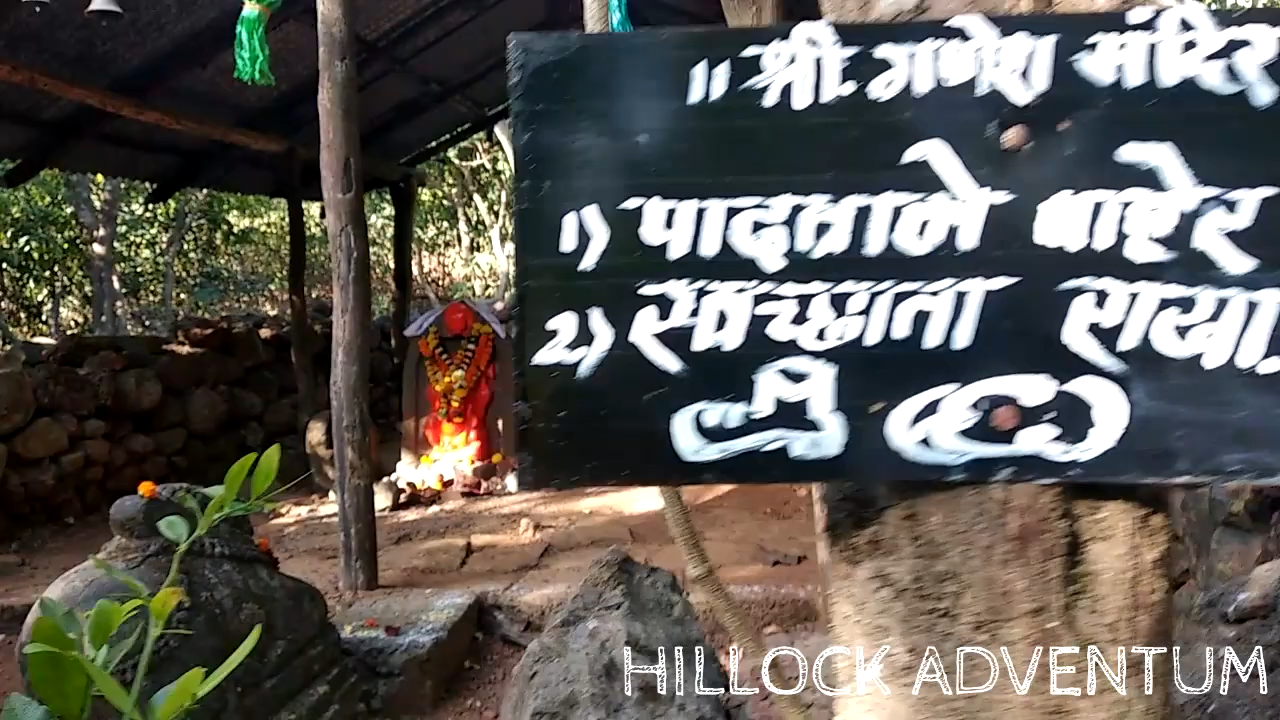 ॥ श्री गणेश मंदिर
१) पादत्राणे बाहेर
२) स्वच्छता
HILLOCK ADVENTUM